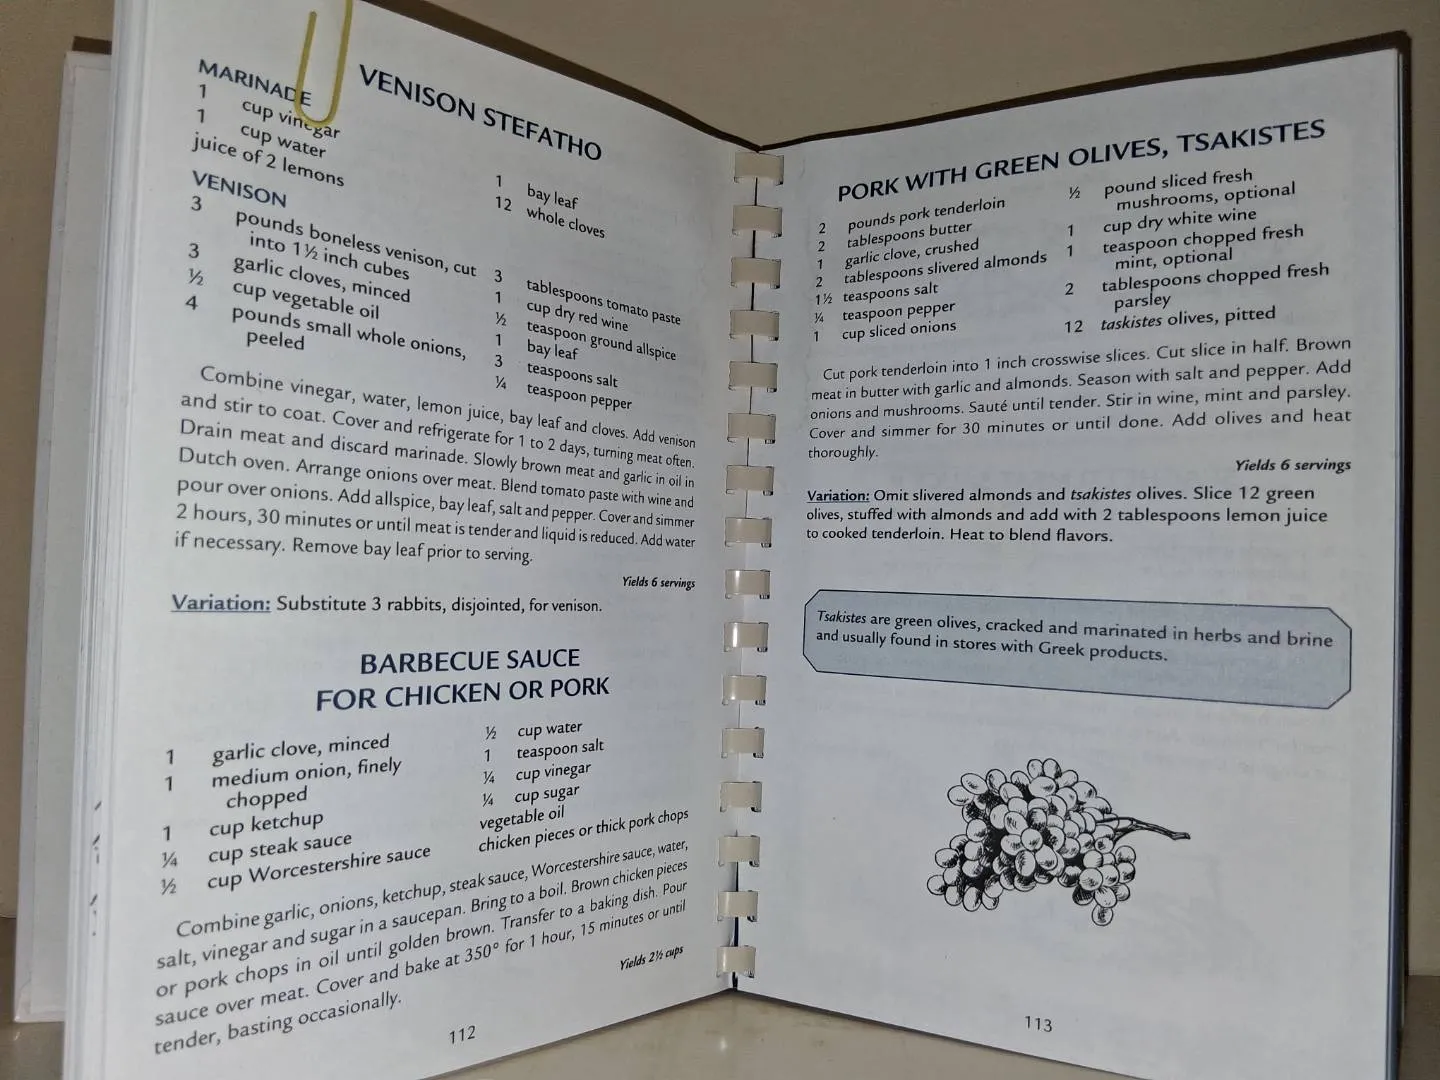 VENISON STEFATHO
MARINADE
1 cup vinegar
1 cup water
juice of 2 lemons
1 bay leaf
12 whole cloves
VENISON
3 pounds boneless venison, cut
into 1½ inch cubes
3 garlic cloves, minced
½ cup vegetable oil
4 pounds small whole onions,
peeled
3 tablespoons tomato paste
1 cup dry red wine
½ teaspoon ground allspice
1 bay leaf
3 teaspoons salt
¼ teaspoon pepper
Combine vinegar, water, lemon juice, bay leaf and cloves. Add venison
and stir to coat. Cover and refrigerate for 1 to 2 days, turning meat often.
Drain meat and discard marinade. Slowly brown meat and garlic in oil in
Dutch oven. Arrange onions over meat. Blend tomato paste with wine and
pour over onions. Add allspice, bay leaf, salt and pepper. Cover and simmer
2 hours, 30 minutes or until meat is tender and liquid is reduced. Add water
if necessary. Remove bay leaf prior to serving.
Yields 6 servings
Variation: Substitute 3 rabbits, disjointed, for venison.
BARBECUE SAUCE
FOR CHICKEN OR PORK
1 garlic clove, minced
1 medium onion, finely
chopped
1 cup ketchup
¼ cup steak sauce
½ cup Worcestershire sauce
½ cup water
1 teaspoon salt
¼ cup vinegar
¼ cup sugar
vegetable oil
chicken pieces or thick pork chops
Combine garlic, onions, ketchup, steak sauce, Worcestershire sauce, water,
salt, vinegar and sugar in a saucepan. Bring to a boil. Brown chicken pieces
or pork chops in oil until golden brown. Transfer to a baking dish. Pour
sauce over meat. Cover and bake at 350° for 1 hour, 15 minutes or until
tender, basting occasionally.
Yields 2½ cups
112
PORK WITH GREEN OLIVES, TSAKISTES
2 pounds pork tenderloin
2 tablespoons butter
1 garlic clove, crushed
2 tablespoons slivered almonds
1½ teaspoons salt
¼ teaspoon pepper
1 cup sliced onions
½ pound sliced fresh
mushrooms, optional
1 cup dry white wine
1 teaspoon chopped fresh
mint, optional
2 tablespoons chopped fresh
parsley
12 taskistes olives, pitted
Cut pork tenderloin into 1 inch crosswise slices. Cut slice in half. Brown
meat in butter with garlic and almonds. Season with salt and pepper. Add
onions and mushrooms. Sauté until tender. Stir in wine, mint and parsley.
Cover and simmer for 30 minutes or until done. Add olives and heat
thoroughly.
Yields 6 servings
Variation: Omit slivered almonds and tsakistes olives. Slice 12 green
olives, stuffed with almonds and add with 2 tablespoons lemon juice
to cooked tenderloin. Heat to blend flavors.
Tsakistes are green olives, cracked and marinated in herbs and brine
and usually found in stores with Greek products.
113